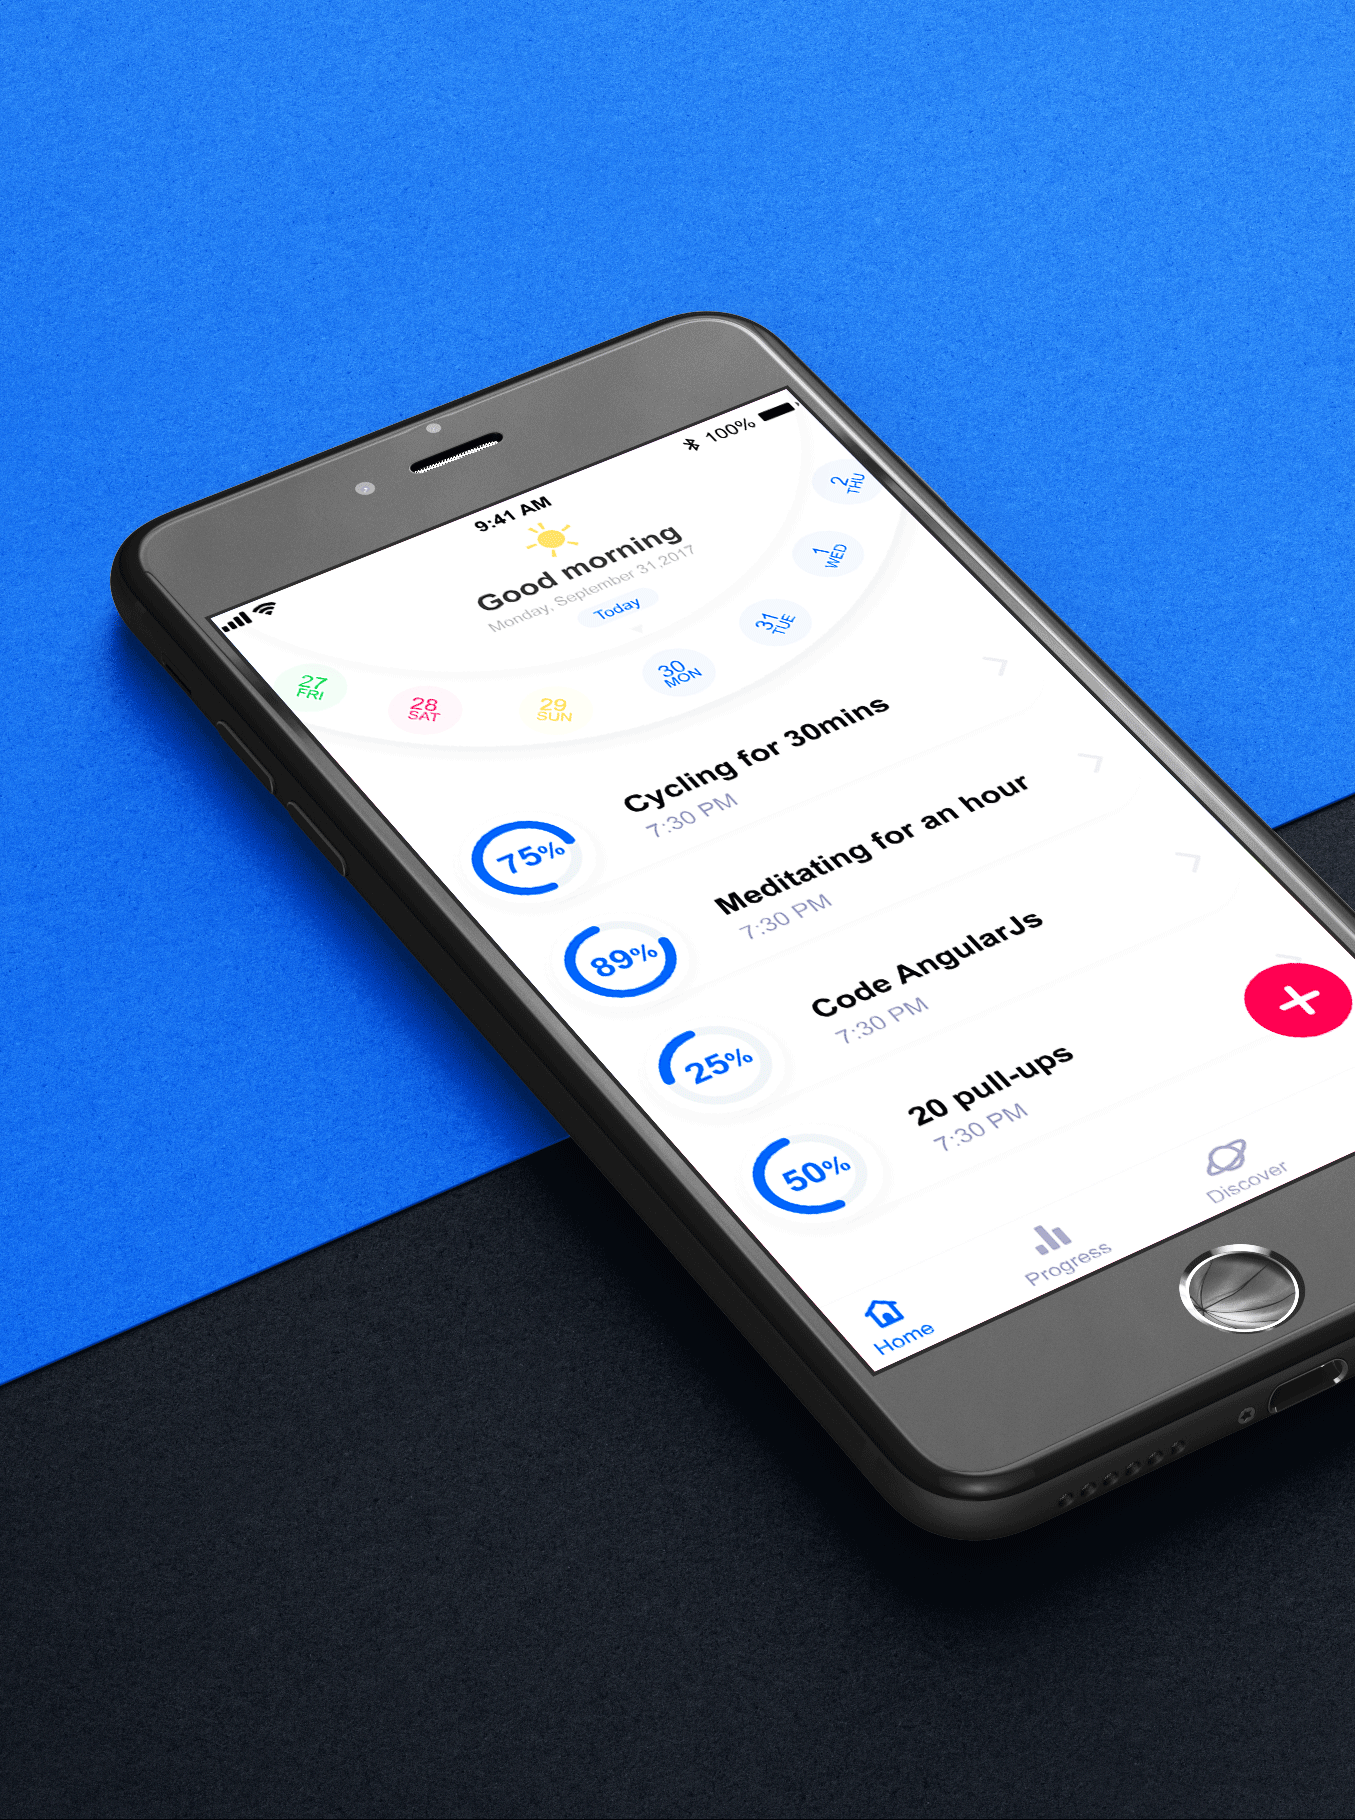 9:41 AM
100%
Good morning
Monday, September 31,2017
Today
27
FRI
28
SAT
29
SUN
30
MON
31
TUE
1
WED
2
THU
75%
Cycling for 30mins
7:30 PM
89%
Meditating for an hour
7:30 PM
25%
Code AngularJs
7:30 PM
50%
20 pull-ups
7:30 PM
Home
Progress
Discover